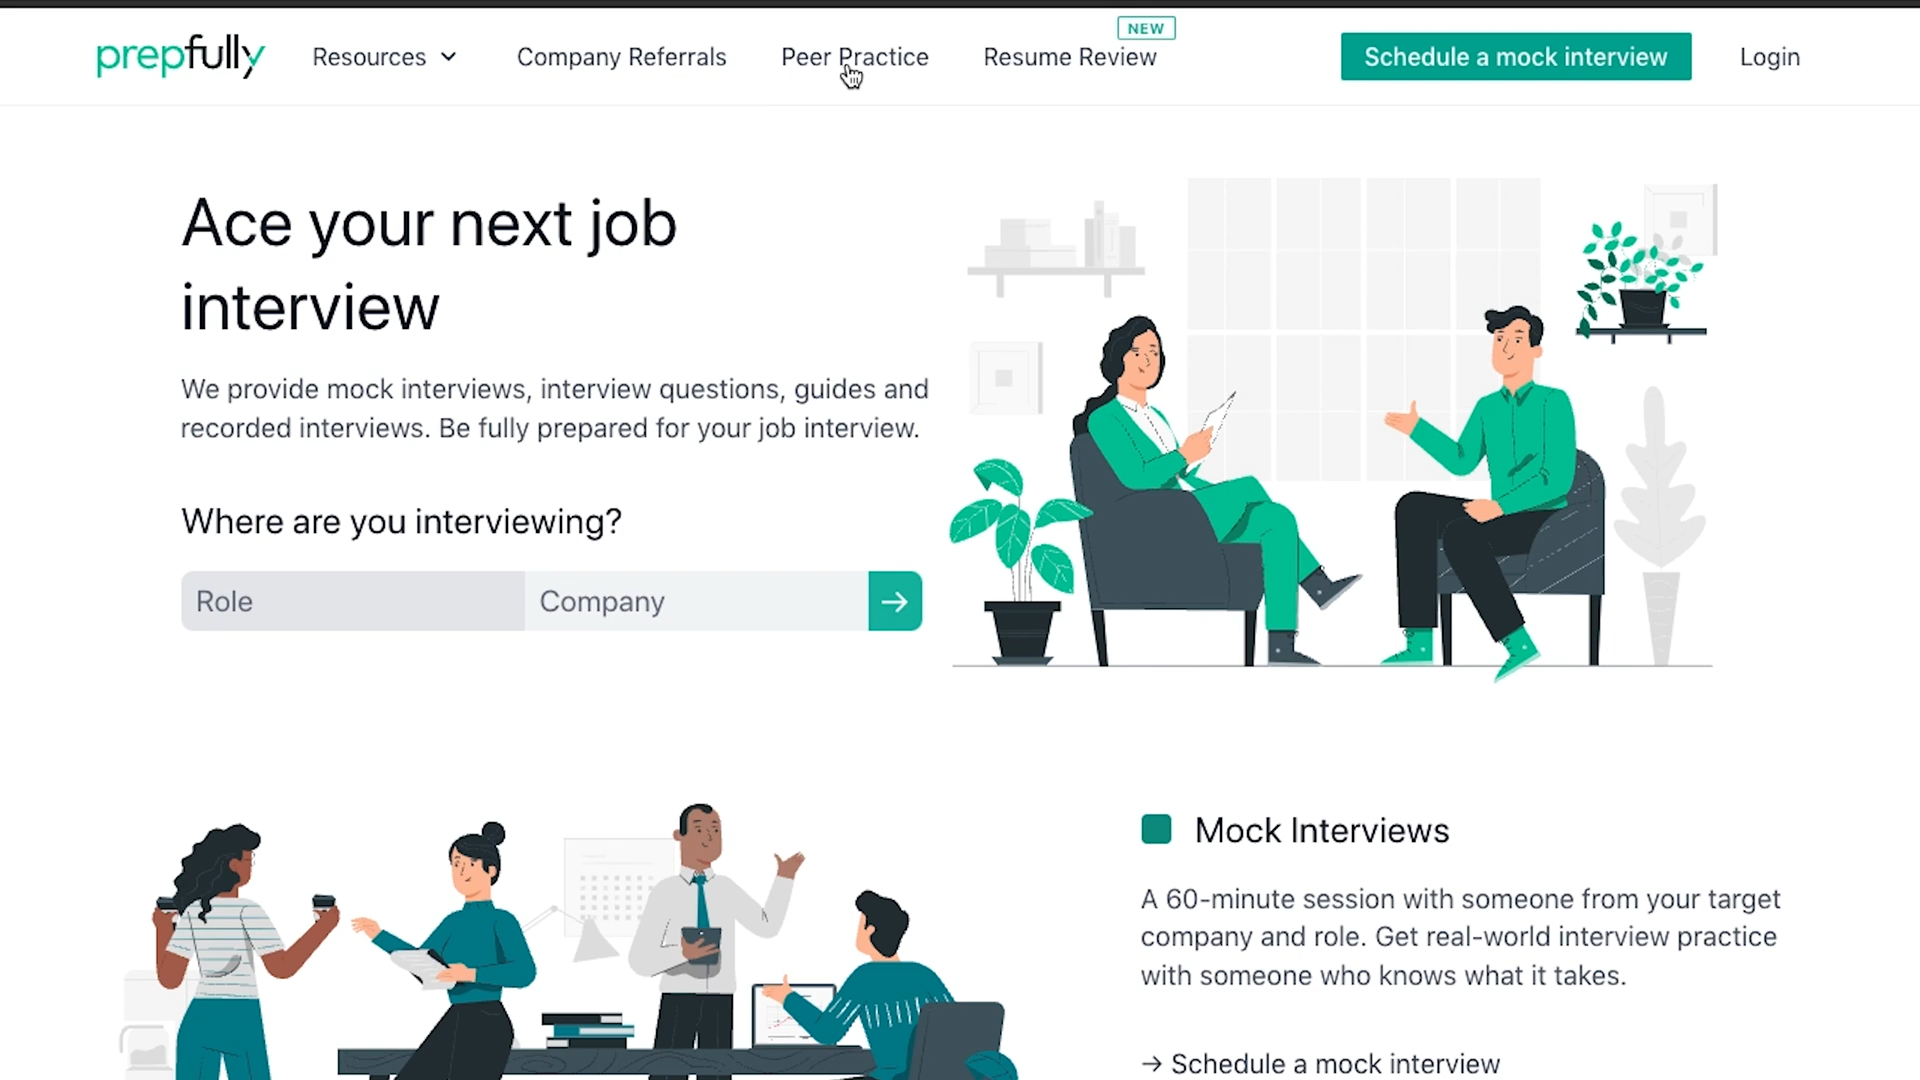 prepfully
Resources
Company Referrals
Peer Practice
Resume Review
NEW
Schedule a mock interview
Login
Ace your next job
interview
We provide mock interviews, interview questions, guides and
recorded interviews. Be fully prepared for your job interview.
Where are you interviewing?
Role
Company
Mock Interviews
A 60-minute session with someone from your target
company and role. Get real-world interview practice
with someone who knows what it takes.
→ Schedule a mock interview